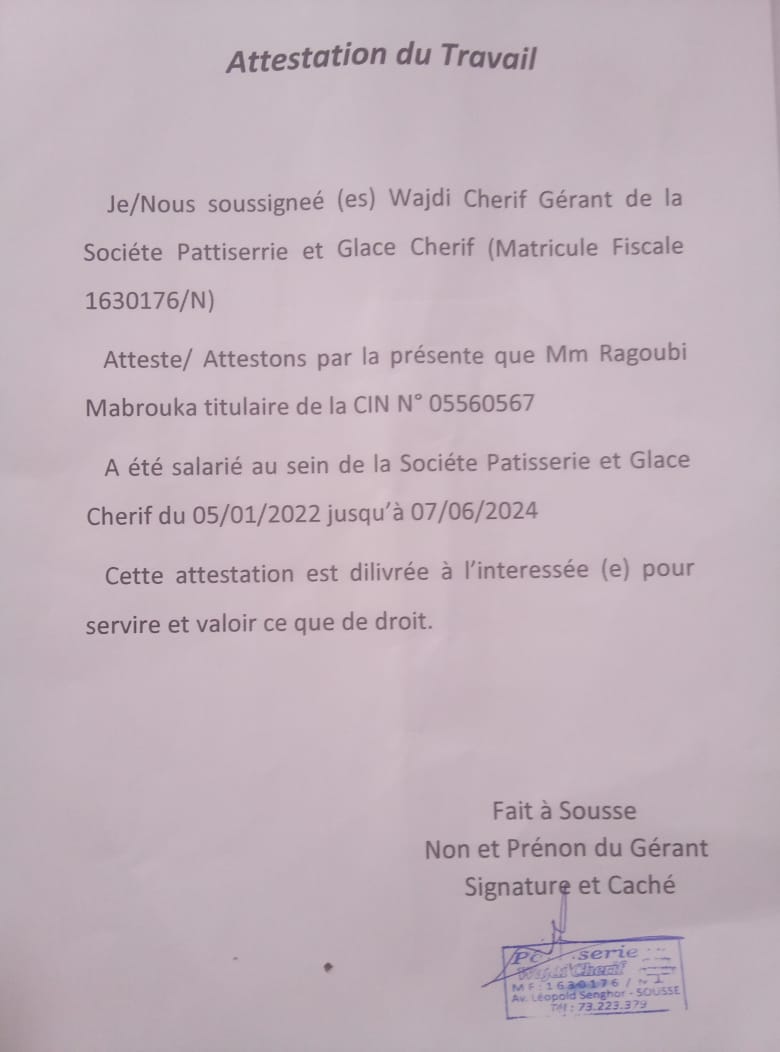 Attestation du Travail
Je/Nous soussigneé (es) Wajdi Cherif Gérant de la
Sociéte Pattiserrie et Glace Cherif (Matricule Fiscale
1630176/N)
Atteste/ Attestons par la présente que Mm Ragoubi
Mabrouka titulaire de la CIN N° 05560567
A été salarié au sein de la Sociéte Patisserie et Glace
Cherif du 05/01/2022 jusqu'à 07/06/2024
Cette attestation est dilivrée à l'interessée (e) pour
servire et valoir ce que de droit.
Fait à Sousse
Non et Prénon du Gérant
Signature et Caché
Wajdi Cherif
MF : 1630176 /
Av. Léopold Senghor - SOUSSE
Tél : 73.223.379